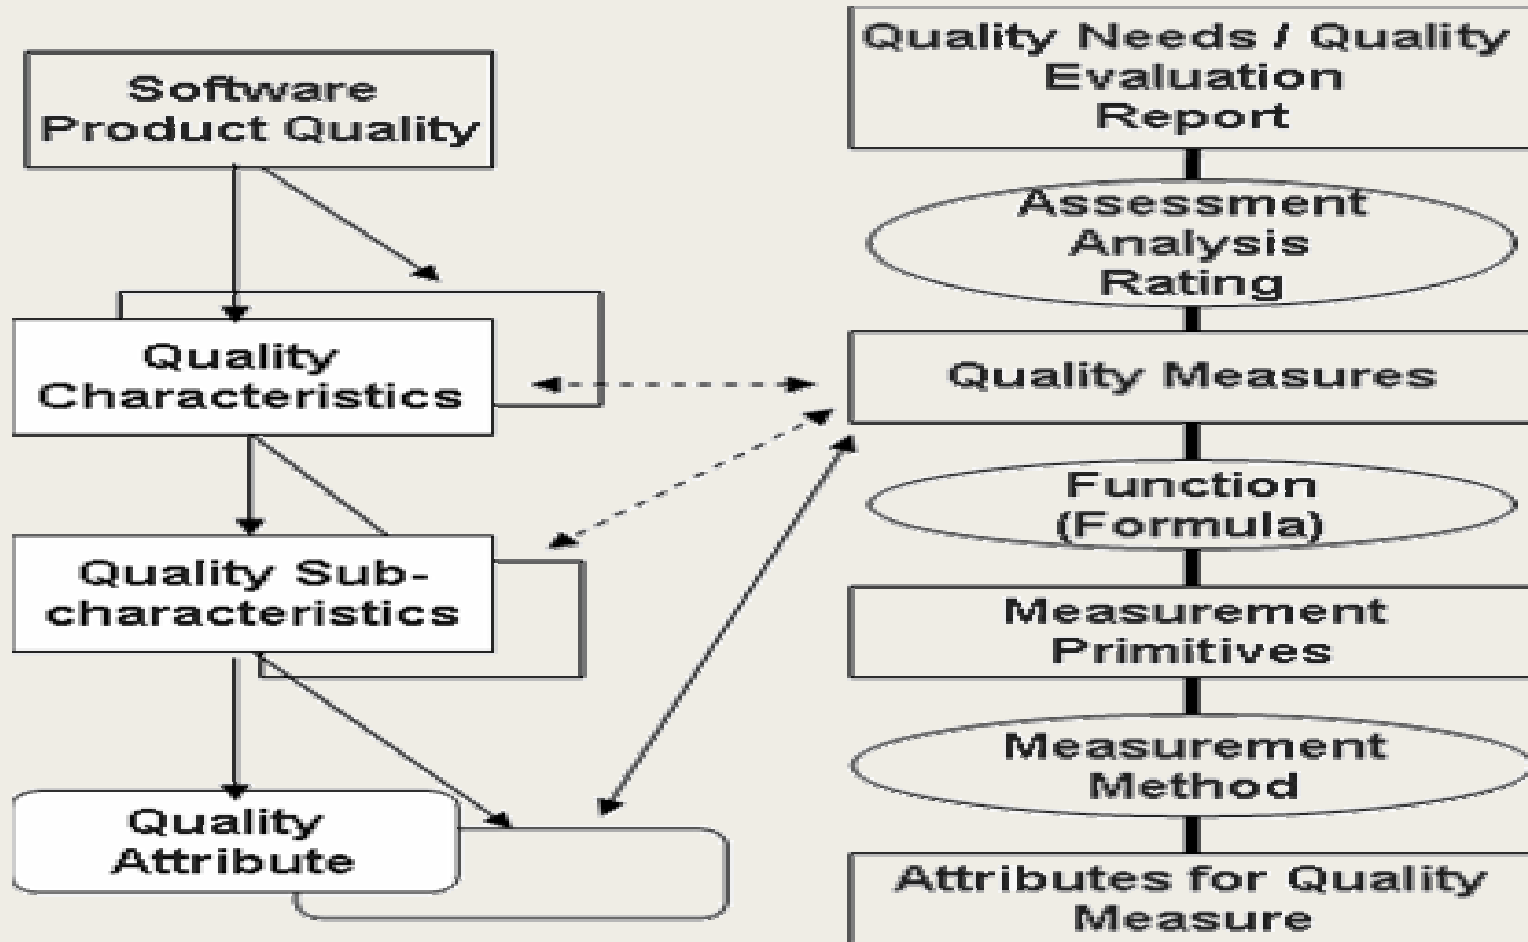 Software
Product Quality
Quality
Characteristics
Quality Sub-
characteristics
Quality
Attribute
Quality Needs / Quality
Evaluation
Report
Assessment
Analysis
Rating
Quality Measures
Function
(Formula)
Measurement
Primitives
Measurement
Method
Attributes for Quality
Measure